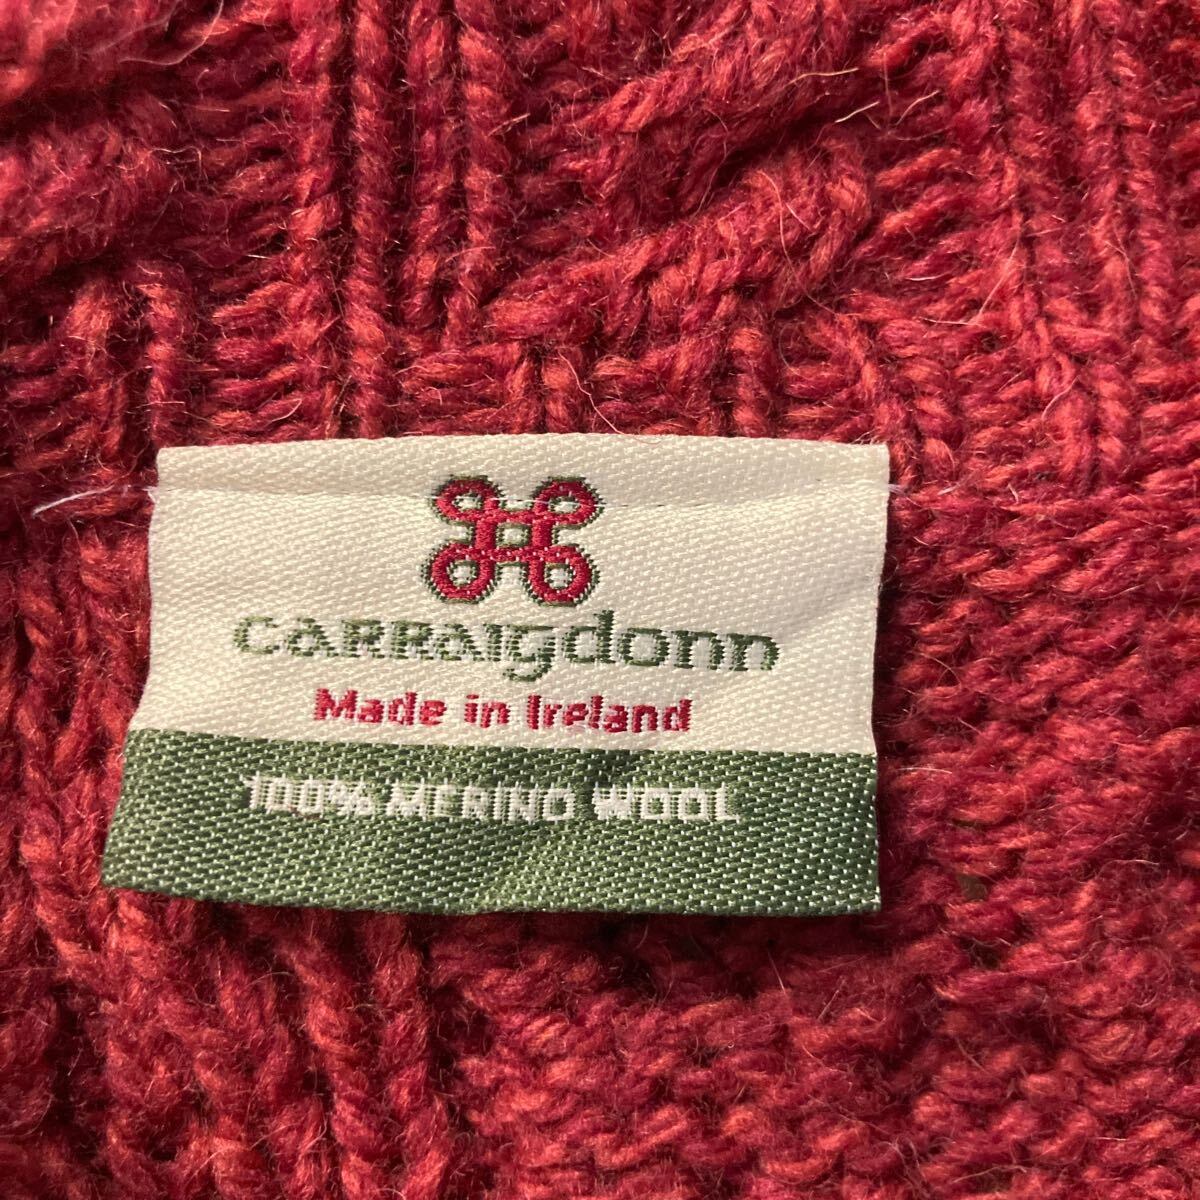 CARRAIGdonn
Made in Ireland
100% MERINO WOOL